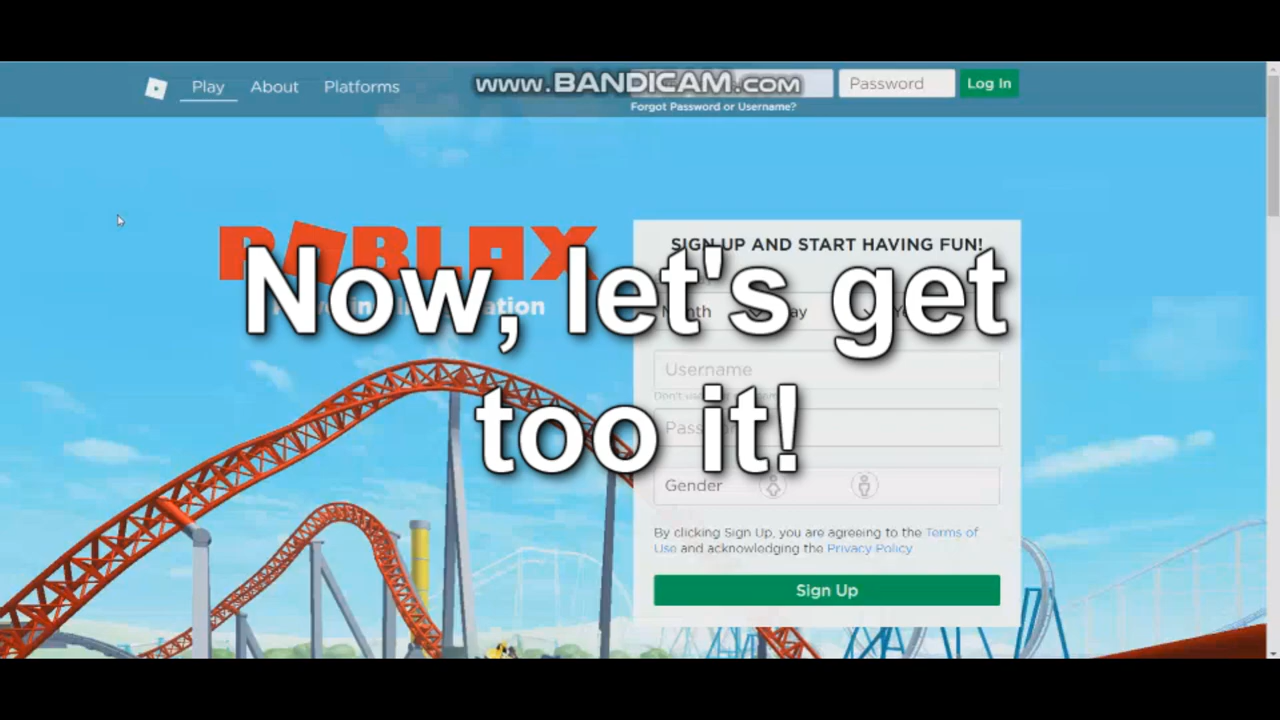 Play About Platforms www.BANDICAM.com Password Log In
Forgot Password or Username?
ROBLOX
SIGN UP AND START HAVING FUN!
Now, let's get
too it!
Username
Gender
By clicking Sign Up, you are agreeing to the Terms of
Use and acknowledging the Privacy Policy
Sign Up